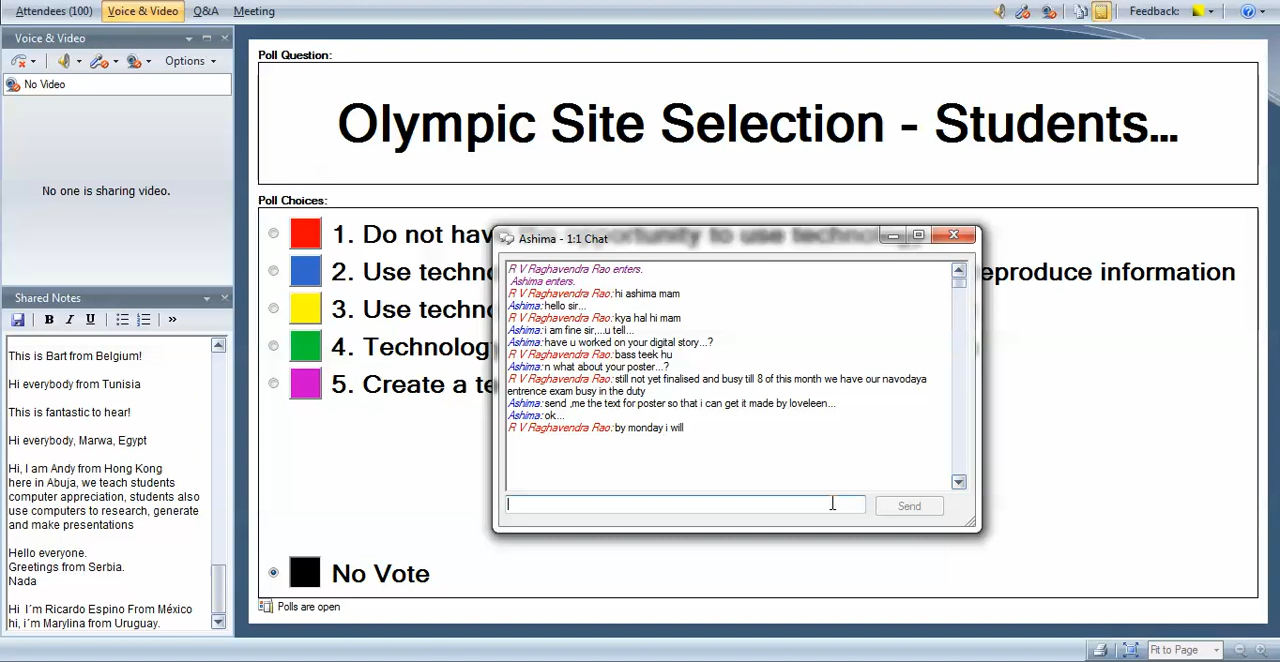 Attendees (100) Voice & Video Q&A Meeting Feedback:
Voice & Video
Options
No Video
No one is sharing video.
Shared Notes
B I U »
This is Bart from Belgium!
Hi everybody from Tunisia
This is fantastic to hear!
Hi everybody, Marwa, Egypt
Hi, I am Andy from Hong Kong
here in Abuja, we teach students
computer appreciation, students also
use computers to research, generate
and make presentations
Hello everyone.
Greetings from Serbia.
Nada
Hi I´m Ricardo Espino From México
hi, i´m Marylina from Uruguay.
Poll Question:
Olympic Site Selection - Students...
Poll Choices:
1. Do not hav
2. Use techn eproduce information
3. Use techn
4. Technolog
5. Create a te
No Vote
Polls are open
Ashima - 1:1 Chat
R V Raghavendra Rao enters.
Ashima enters.
R V Raghavendra Rao: hi ashima mam
Ashima: hello sir...
R V Raghavendra Rao: kya hal hi mam
Ashima: i am fine sir,...u tell...
Ashima: have u worked on your digital story...?
R V Raghavendra Rao: bass teek hu
Ashima: n what about your poster...?
R V Raghavendra Rao: still not yet finalised and busy till 8 of this month we have our navodaya
entrence exam busy in the duty
Ashima: send ,me the text for poster so that i can get it made by loveleen...
Ashima: ok...
R V Raghavendra Rao: by monday i will
Send
Fit to Page